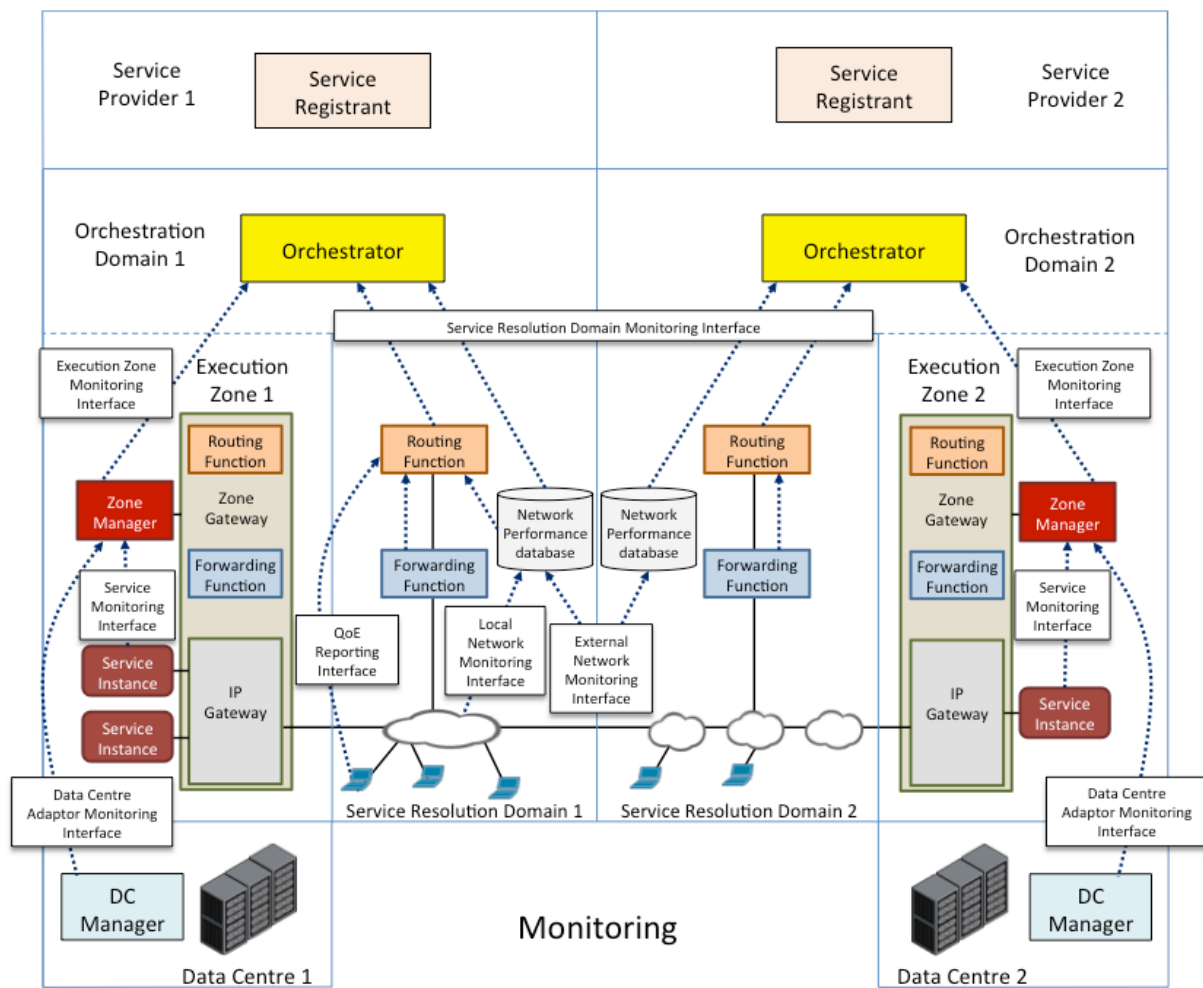 Service
Provider 1
Service
Registrant
Service
Registrant
Service
Provider 2
Orchestration
Domain 1
Orchestrator
Orchestrator
Orchestration
Domain 2
Service Resolution Domain Monitoring Interface
Execution Zone
Monitoring
Interface
Execution
Zone 1
Execution
Zone 2
Execution Zone
Monitoring
Interface
Routing
Function
Routing
Function
Routing
Function
Routing
Function
Zone
Manager
Zone
Gateway
Network
Performance
database
Network
Performance
database
Zone
Gateway
Zone
Manager
Forwarding
Function
Forwarding
Function
Forwarding
Function
Forwarding
Function
Service
Monitoring
Interface
QoE
Reporting
Interface
Local
Network
Monitoring
Interface
External
Network
Monitoring
Interface
Service
Monitoring
Interface
Service
Instance
IP
Gateway
IP
Gateway
Service
Instance
Service
Instance
Data Centre
Adaptor Monitoring
Interface
Service Resolution Domain 1
Service Resolution Domain 2
Data Centre
Adaptor Monitoring
Interface
DC
Manager
Monitoring
DC
Manager
Data Centre 1
Data Centre 2